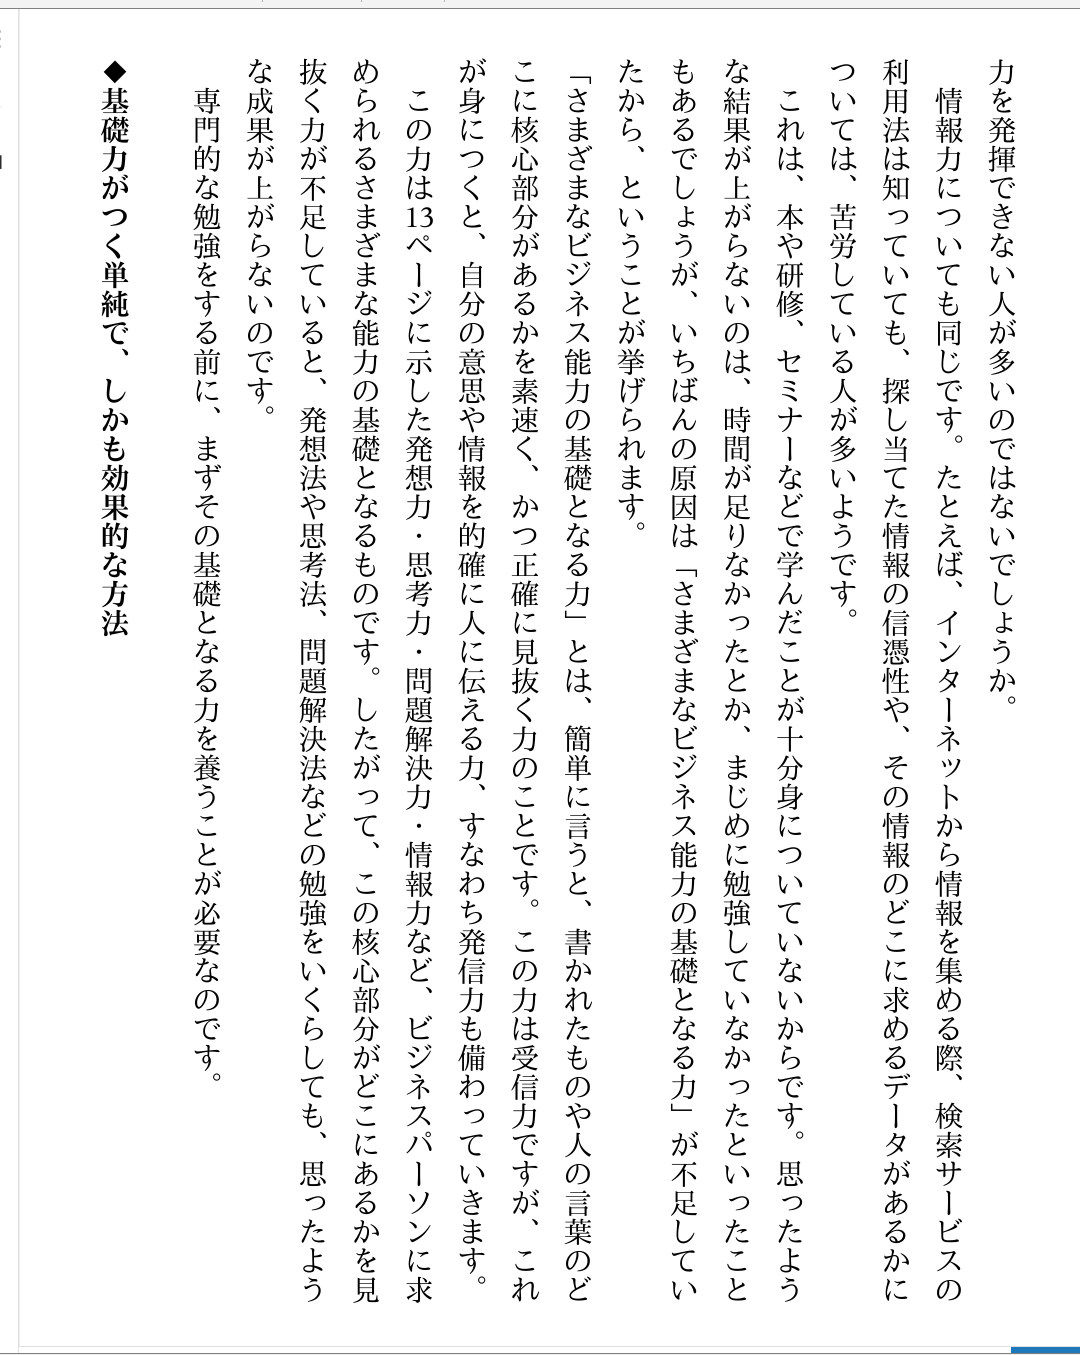 力を発揮できない人が多いのではないでしょうか。
情報力についても同じです。たとえば、インターネットから情報を集める際、検索サービスの
利用法は知っていても、探し当てた情報の信憑性や、その情報のどこに求めるデータがあるかに
ついては、苦労している人が多いようです。
これは、本や研修、セミナーなどで学んだことが十分身についていないからです。思ったよう
な結果が上がらないのは、時間が足りなかったとか、まじめに勉強していなかったといったこと
もあるでしょうが、いちばんの原因は「さまざまなビジネス能力の基礎となる力」が不足してい
たから、ということが挙げられます。
「さまざまなビジネス能力の基礎となる力」とは、簡単に言うと、書かれたものや人の言葉のど
こに核心部分があるかを素速く、かつ正確に見抜く力のことです。この力は受信力ですが、これ
が身につくと、自分の意思や情報を的確に人に伝える力、すなわち発信力も備わっていきます。
この力は13ページに示した発想力・思考力・問題解決力・情報力など、ビジネスパーソンに求
められるさまざまな能力の基礎となるものです。したがって、この核心部分がどこにあるかを見
抜く力が不足していると、発想法や思考法、問題解決法などの勉強をいくらしても、思ったよう
な成果が上がらないのです。
専門的な勉強をする前に、まずその基礎となる力を養うことが必要なのです。
◆基礎力がつく単純で、しかも効果的な方法